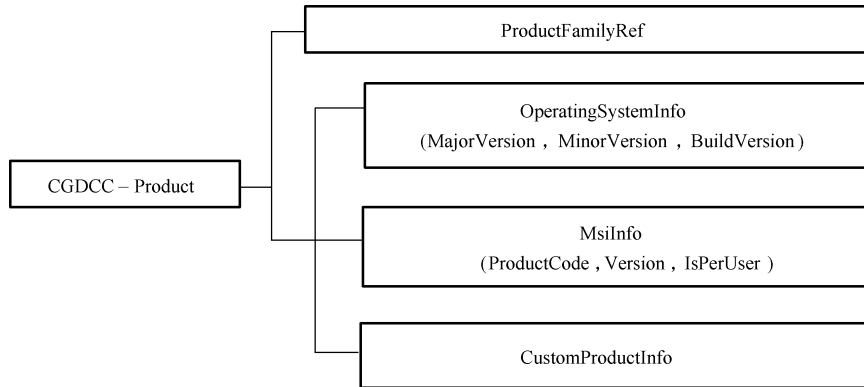 ProductFamilyRef
OperatingSystemInfo
(MajorVersion , MinorVersion , BuildVersion)
CGDCC – Product
MsiInfo
(ProductCode , Version , IsPerUser )
CustomProductInfo